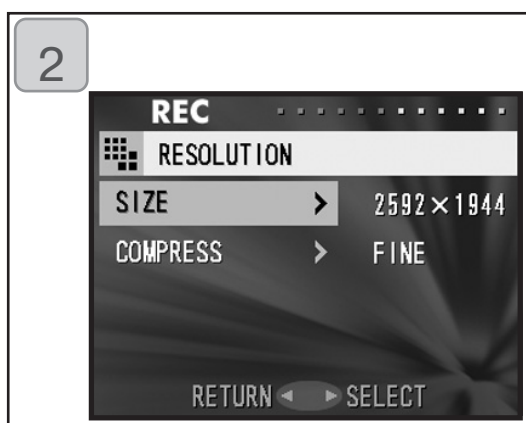 2
REC
RESOLUTION
SIZE > 2592×1944
COMPRESS > FINE
RETURN ◀ ▶ SELECT